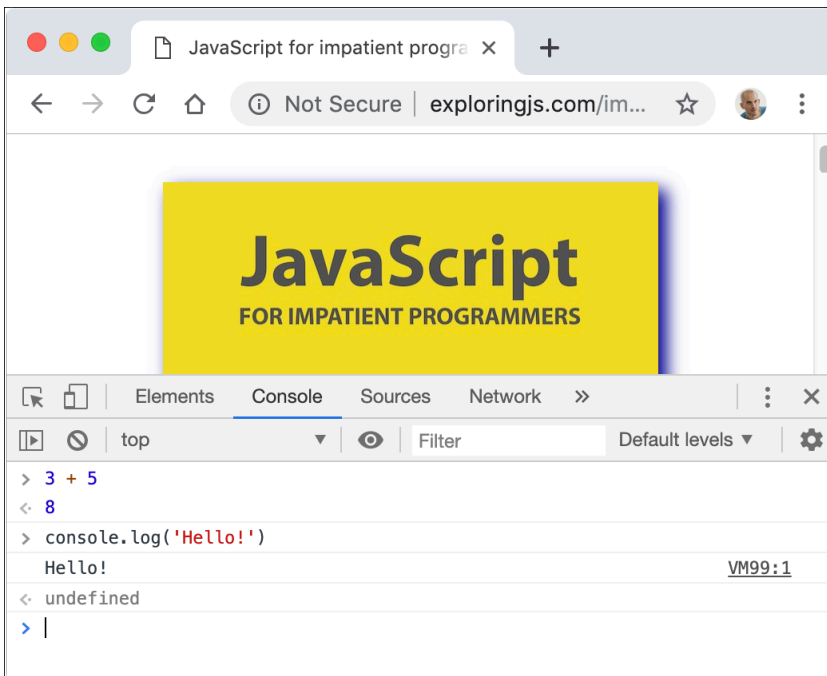 JavaScript for impatient progra
Not Secure | exploringjs.com/im...
JavaScript
FOR IMPATIENT PROGRAMMERS
Elements Console Sources Network »
top Filter Default levels ▼
> 3 + 5
<· 8
> console.log('Hello!')
Hello! VM99:1
<· undefined
>